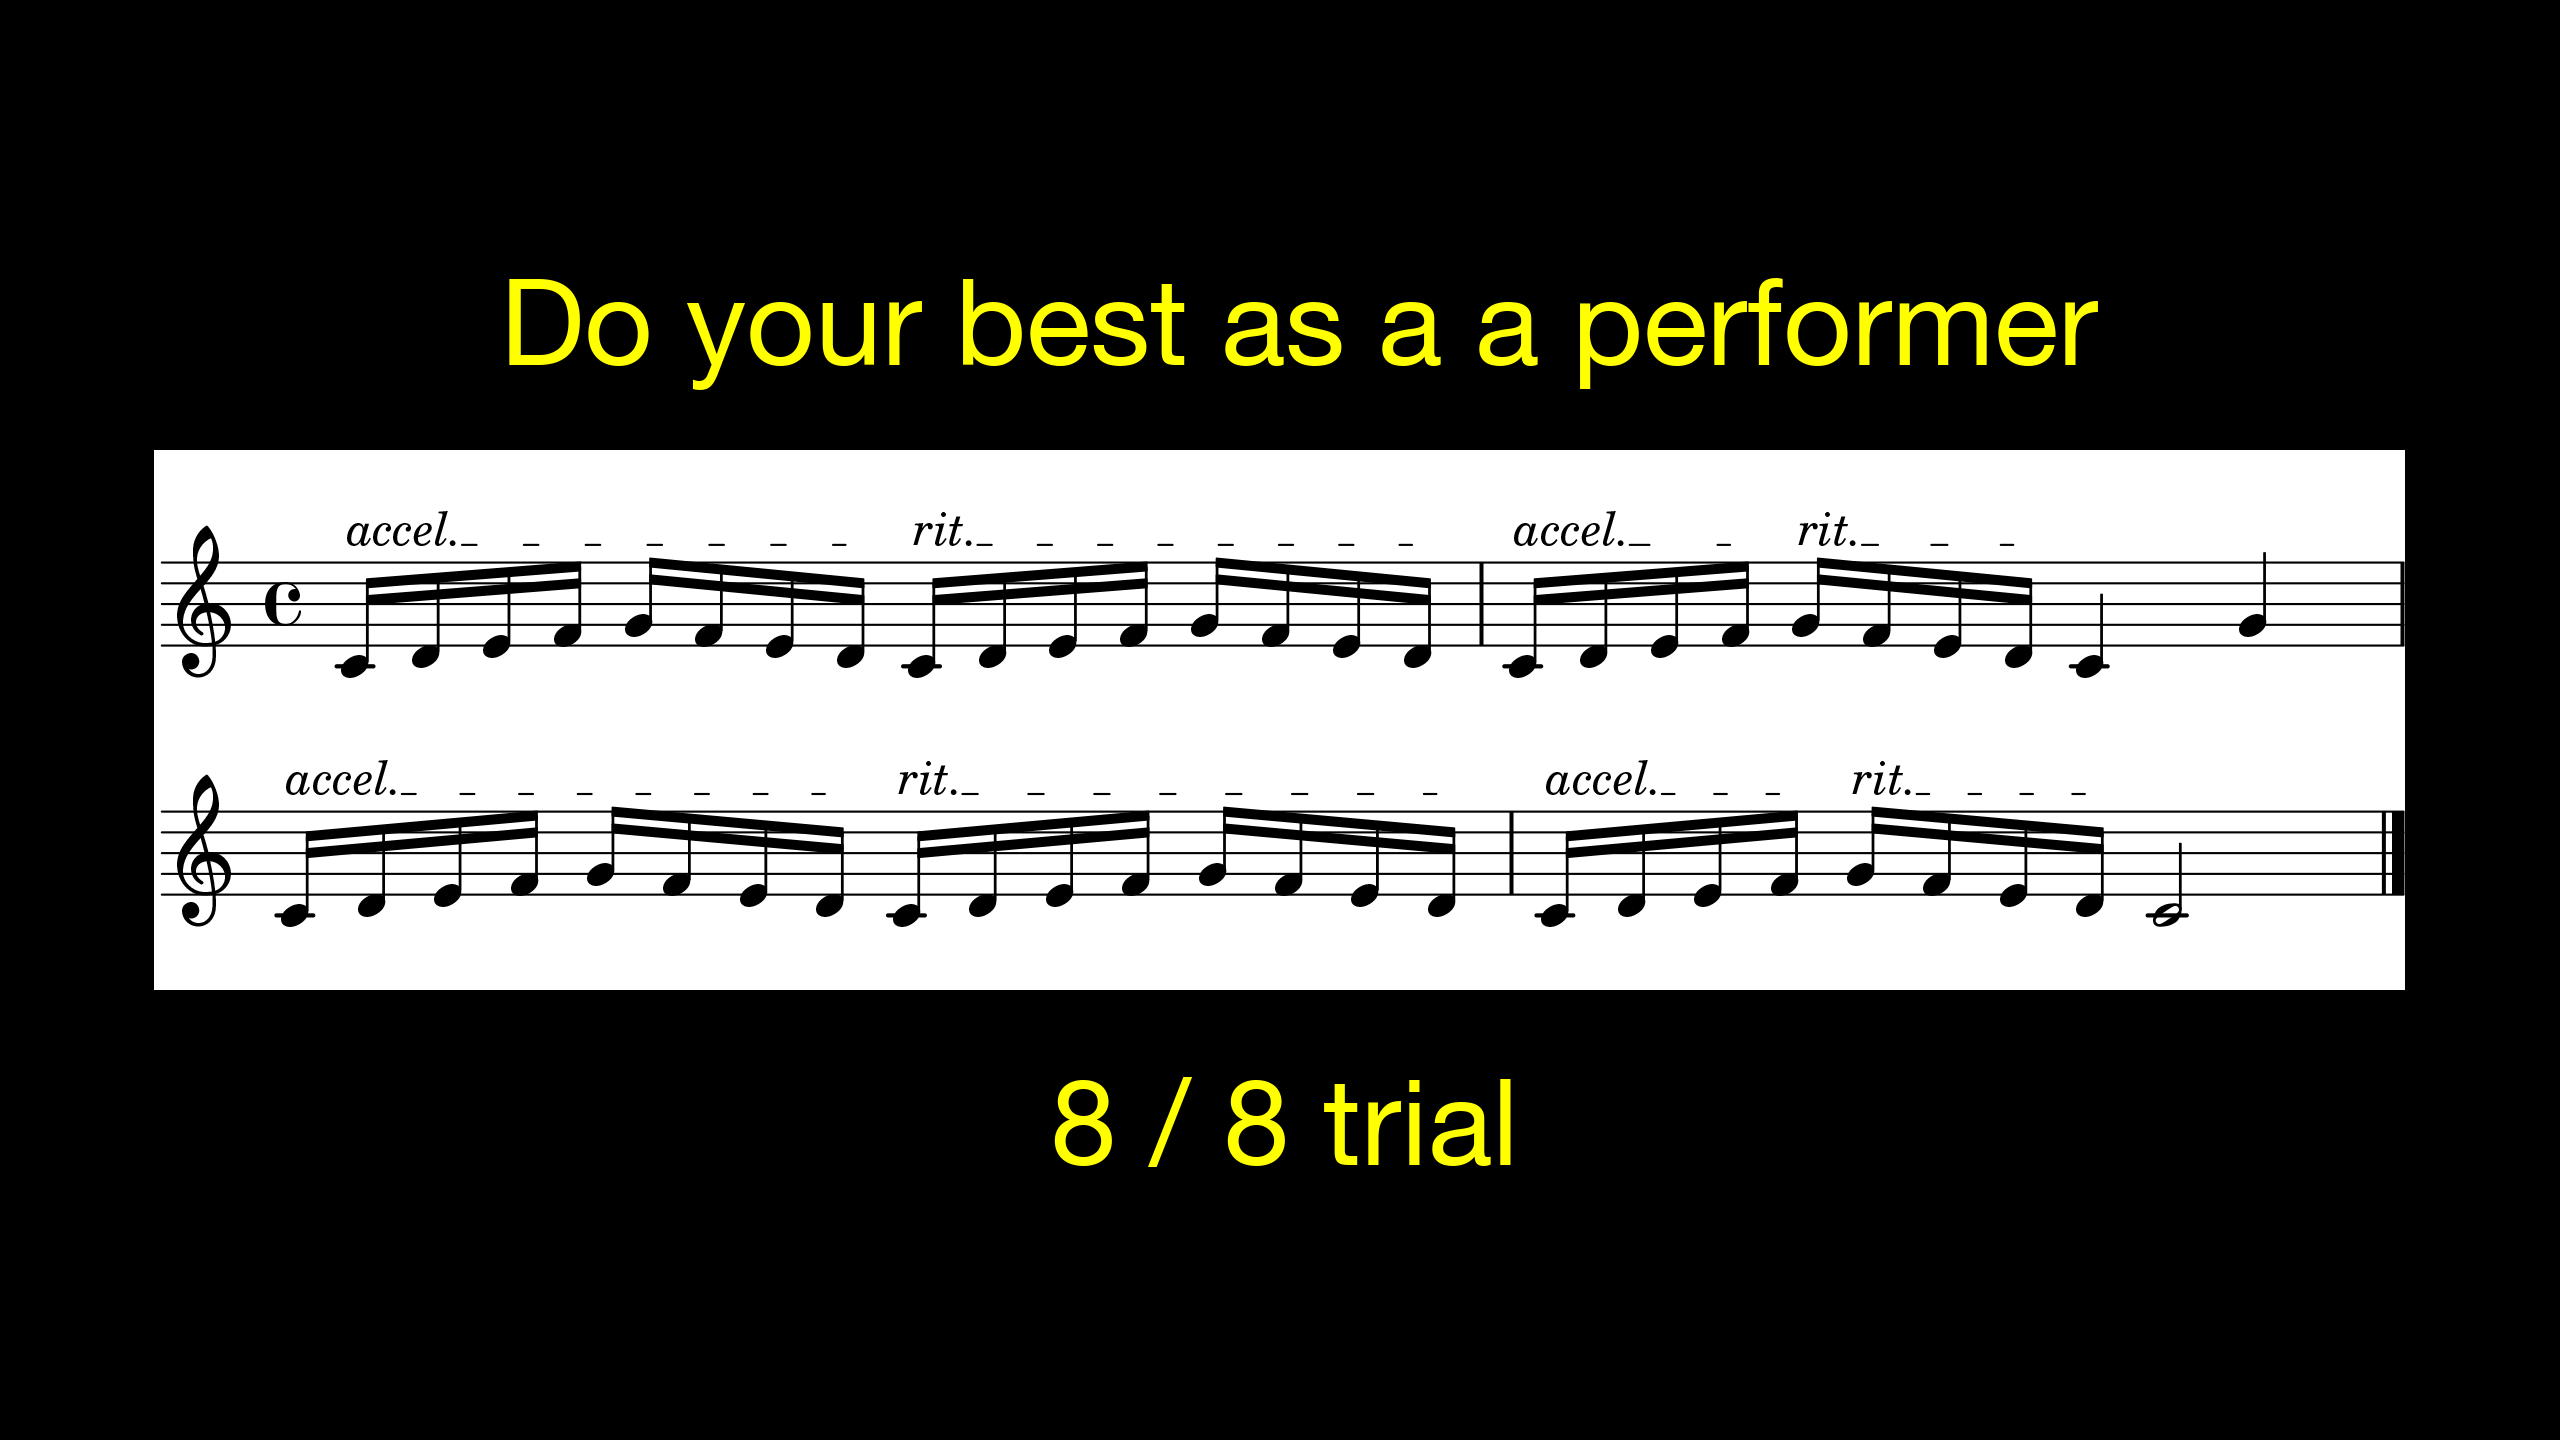 Do your best as a a performer
accel. rit. accel. rit.
accel. rit. accel. rit.
8 / 8 trial